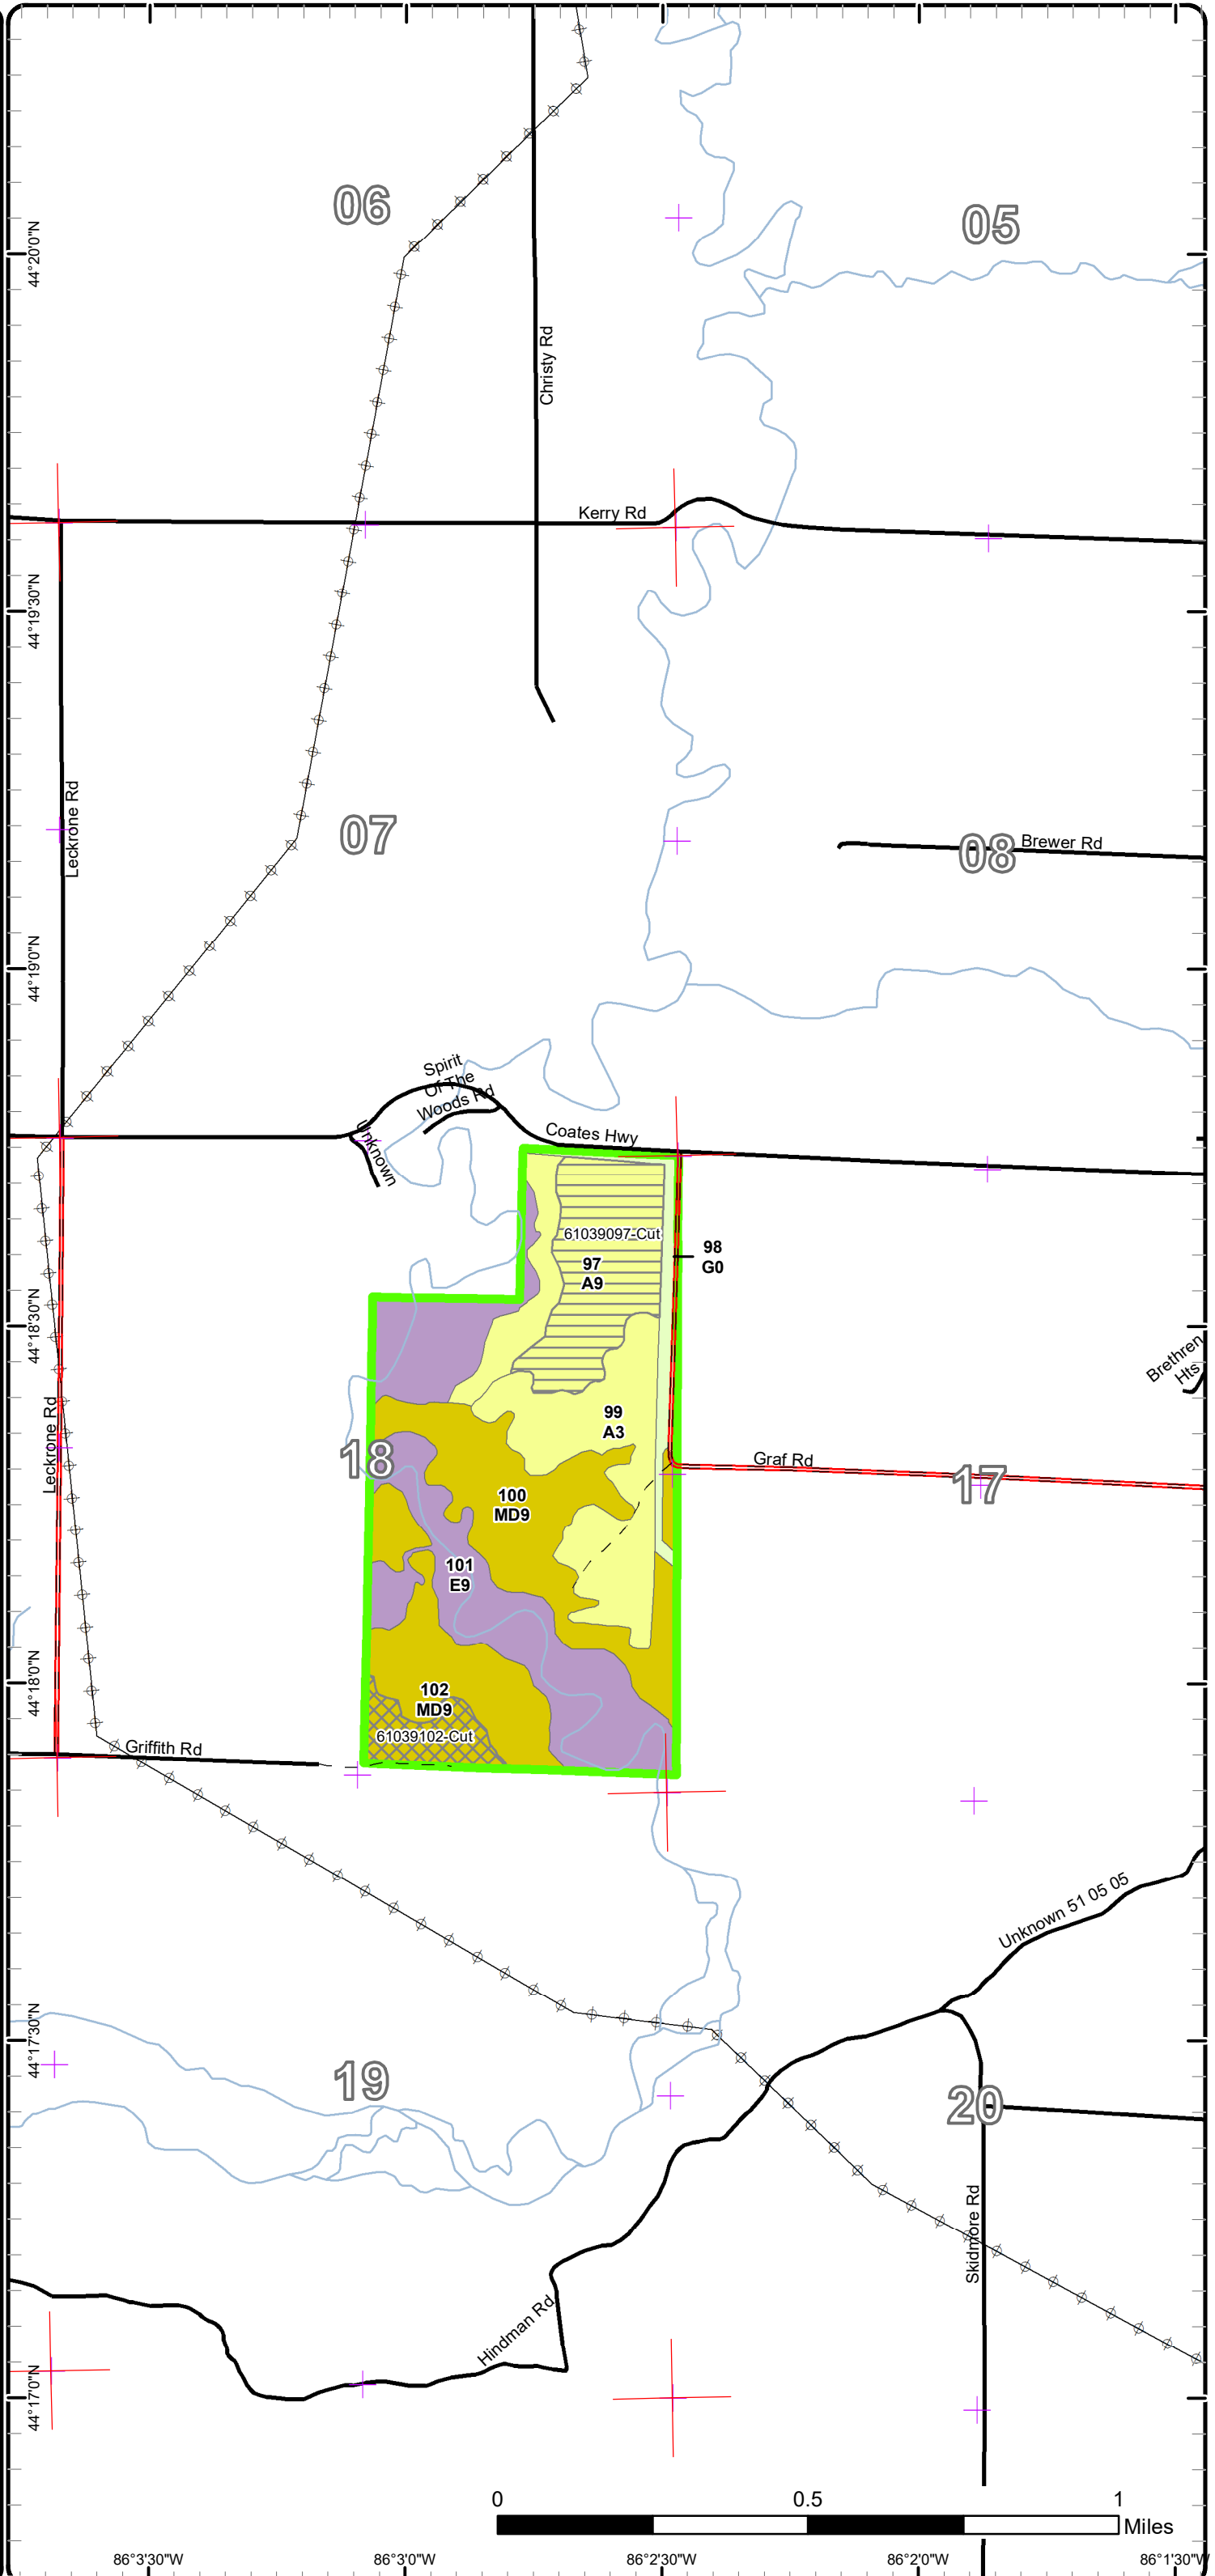 06
05
44°20'0"N
Christy Rd
Kerry Rd
44°19'30"N
Leckrone Rd
07
08
Brewer Rd
44°19'0"N
Spirit
Of The
Woods Rd
Unknown
Coates Hwy
61039097-Cut
97
A9
98
G0
44°18'30"N
Brethren
Hts
Leckrone Rd
99
A3
18
Graf Rd
17
100
MD9
101
E9
44°18'0"N
102
MD9
61039102-Cut
Griffith Rd
Unknown 51 05 05
44°17'30"N
19
20
Skidmore Rd
Hindman Rd
44°17'0"N
0
0.5
1
Miles
86°3'30"W
86°3'0"W
86°2'30"W
86°2'0"W
86°1'30"W